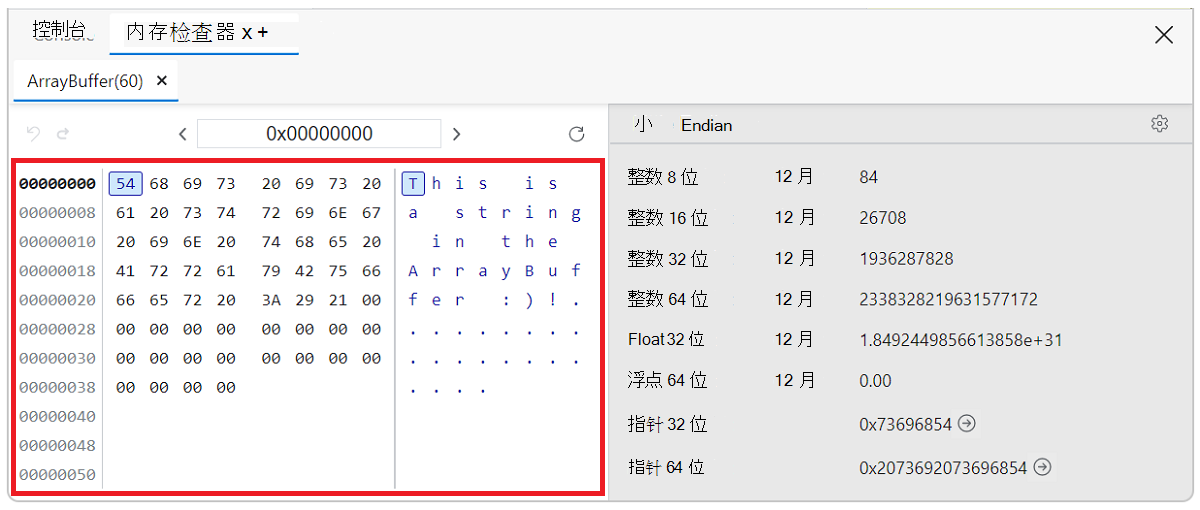 控制台
内存检查器 x +
ArrayBuffer(60) ×
0x00000000
小 Endian
00000000 54 68 69 73 20 69 73 20 T h i s i s
00000008 61 20 73 74 72 69 6E 67 a s t r i n g
00000010 20 69 6E 20 74 68 65 20 i n t h e
00000018 41 72 72 61 79 42 75 66 A r r a y B u f
00000020 66 65 72 20 3A 29 21 00 f e r : ) ! .
00000028 00 00 00 00 00 00 00 00 . . . . . . . .
00000030 00 00 00 00 00 00 00 00 . . . . . . . .
00000038 00 00 00 00 . . . .
00000040
00000048
00000050
整数 8 位 12 月 84
整数 16 位 12 月 26708
整数 32 位 12 月 1936287828
整数 64 位 12 月 2338328219631577172
Float 32 位 12 月 1.8492449856613858e+31
浮点 64 位 12 月 0.00
指针 32 位 0x73696854
指针 64 位 0x2073692073696854